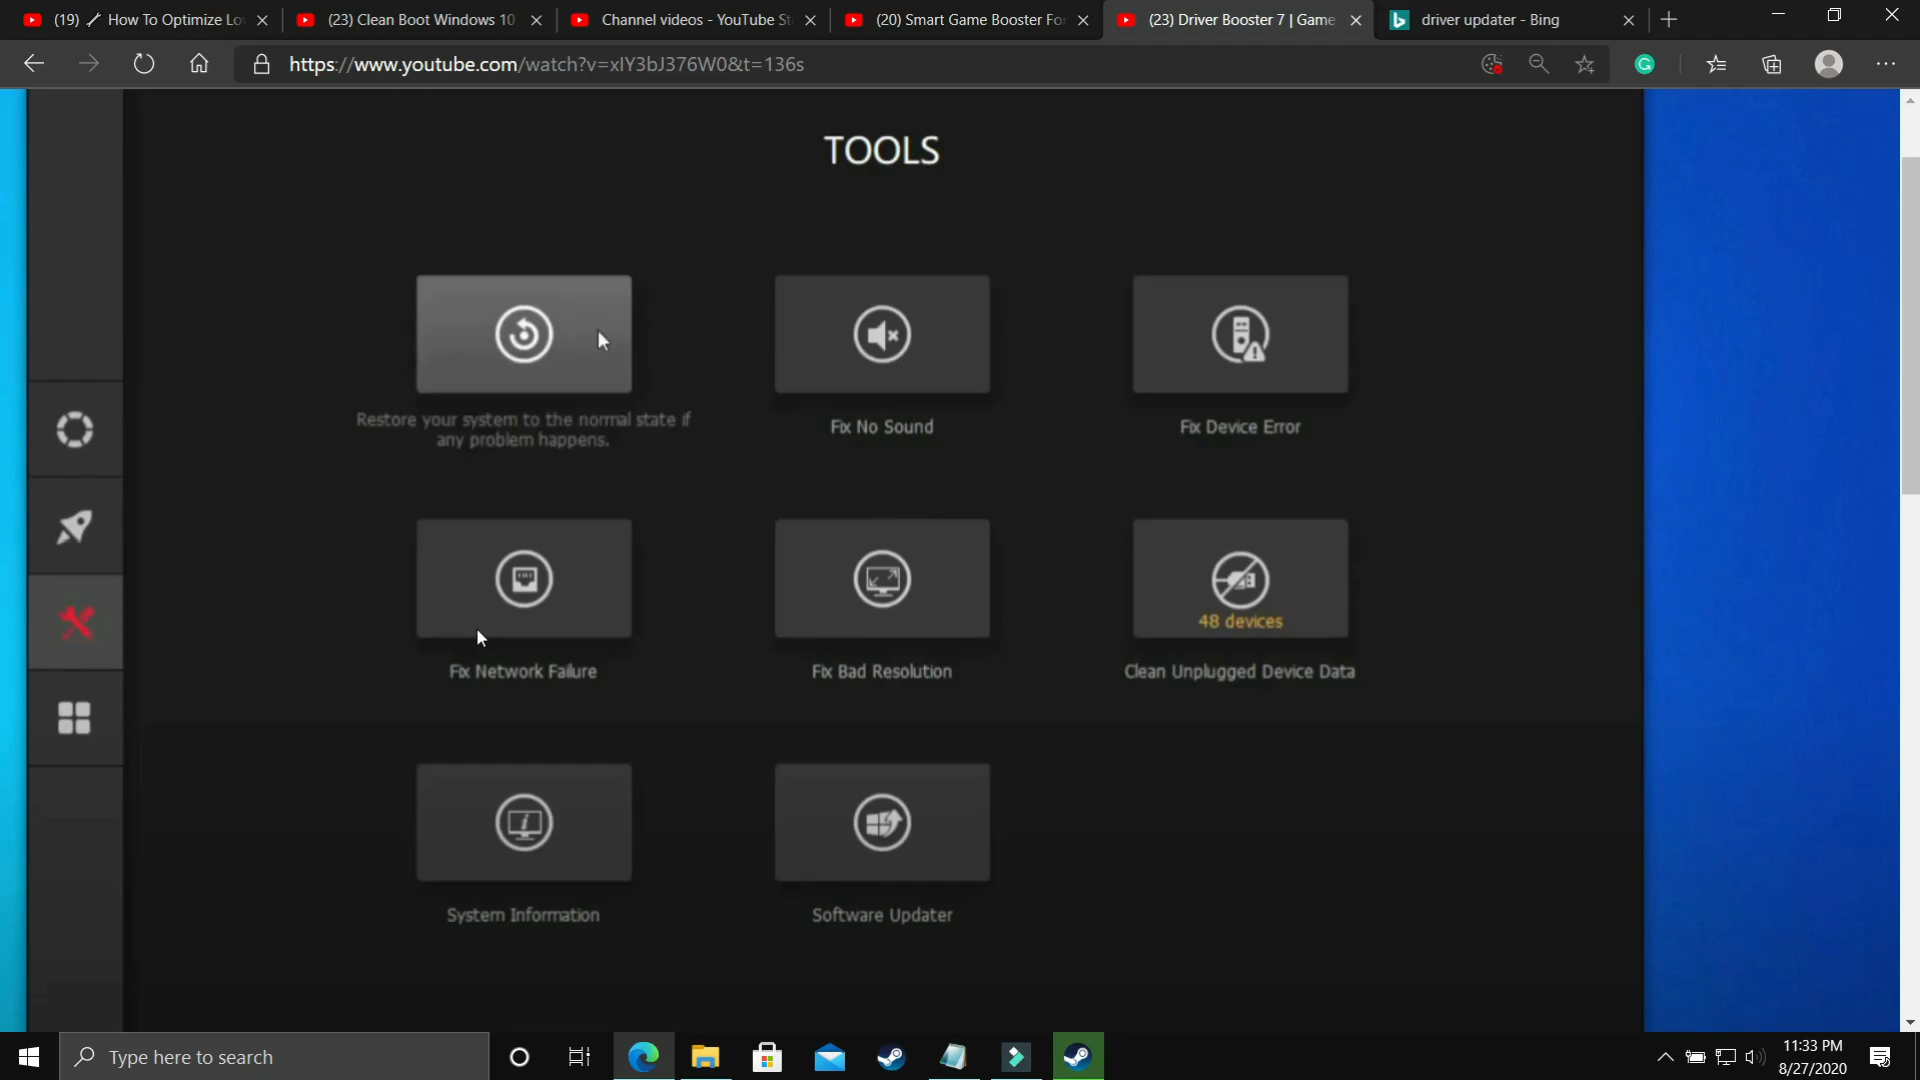 (19) 🔧 How To Optimize Lo
(23) Clean Boot Windows 10
Channel videos - YouTube St
(20) Smart Game Booster Fo
(23) Driver Booster 7 | Game
driver updater - Bing
https://www.youtube.com/watch?v=xIY3bJ376W0&t=136s
TOOLS
Restore your system to the normal state if
any problem happens.
Fix No Sound
Fix Device Error
48 devices
Fix Network Failure
Fix Bad Resolution
Clean Unplugged Device Data
System Information
Software Updater
Type here to search
11:33 PM
8/27/2020